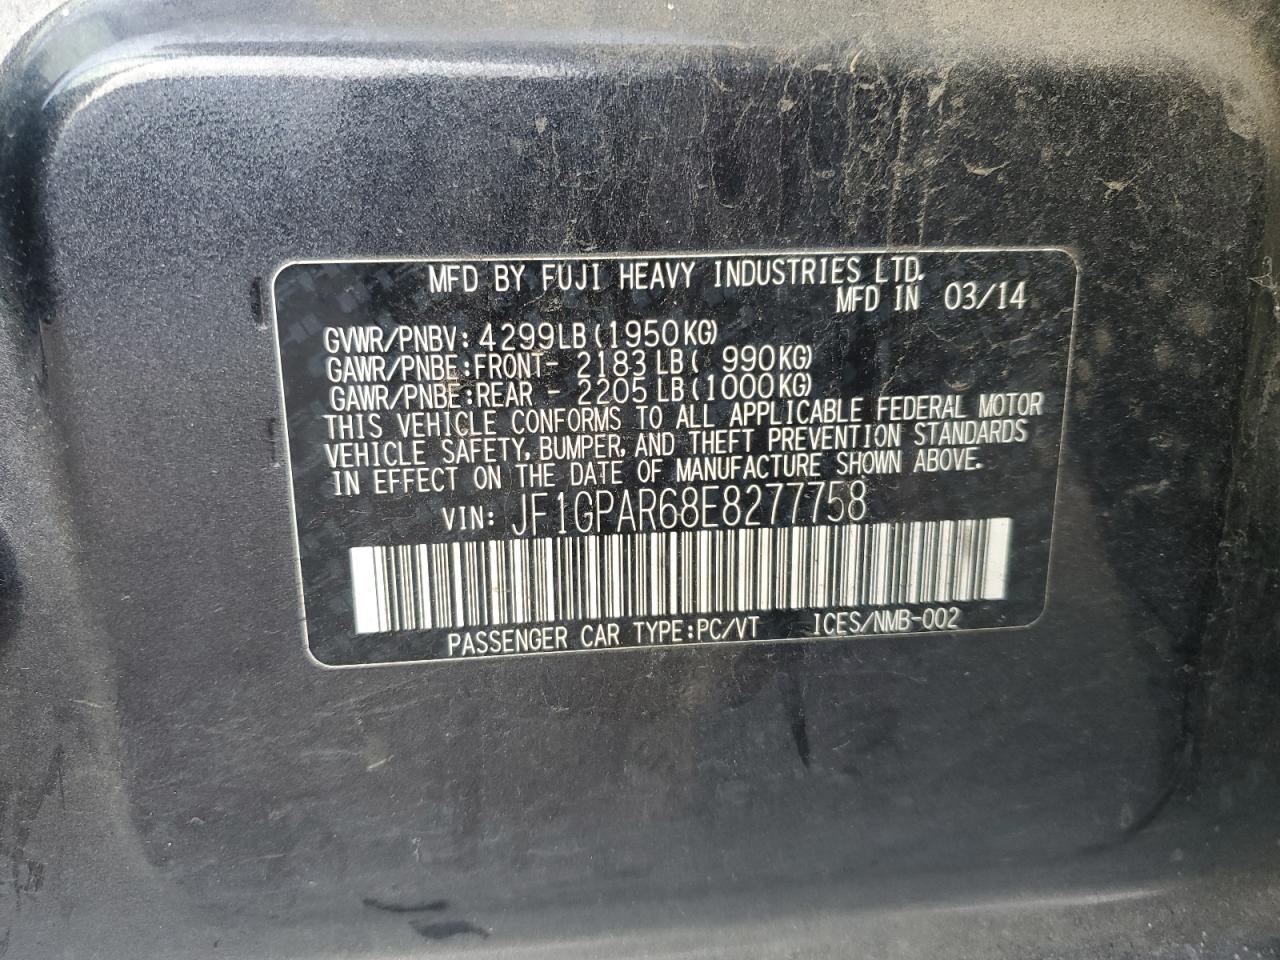 MFD BY FUJI HEAVY INDUSTRIES LTD.
MFD IN 03/14
GVWR/PNBV: 4299LB (1950KG)
GAWR/PNBE:FRONT- 2183 LB ( 990KG)
GAWR/PNBE:REAR - 2205 LB (1000KG)
THIS VEHICLE CONFORMS TO ALL APPLICABLE FEDERAL MOTOR
VEHICLE SAFETY, BUMPER, AND THEFT PREVENTION STANDARDS
IN EFFECT ON THE DATE OF MANUFACTURE SHOWN ABOVE.
VIN: JF1GPAR68E8277758
PASSENGER CAR TYPE:PC/VT ICES/NMB-002